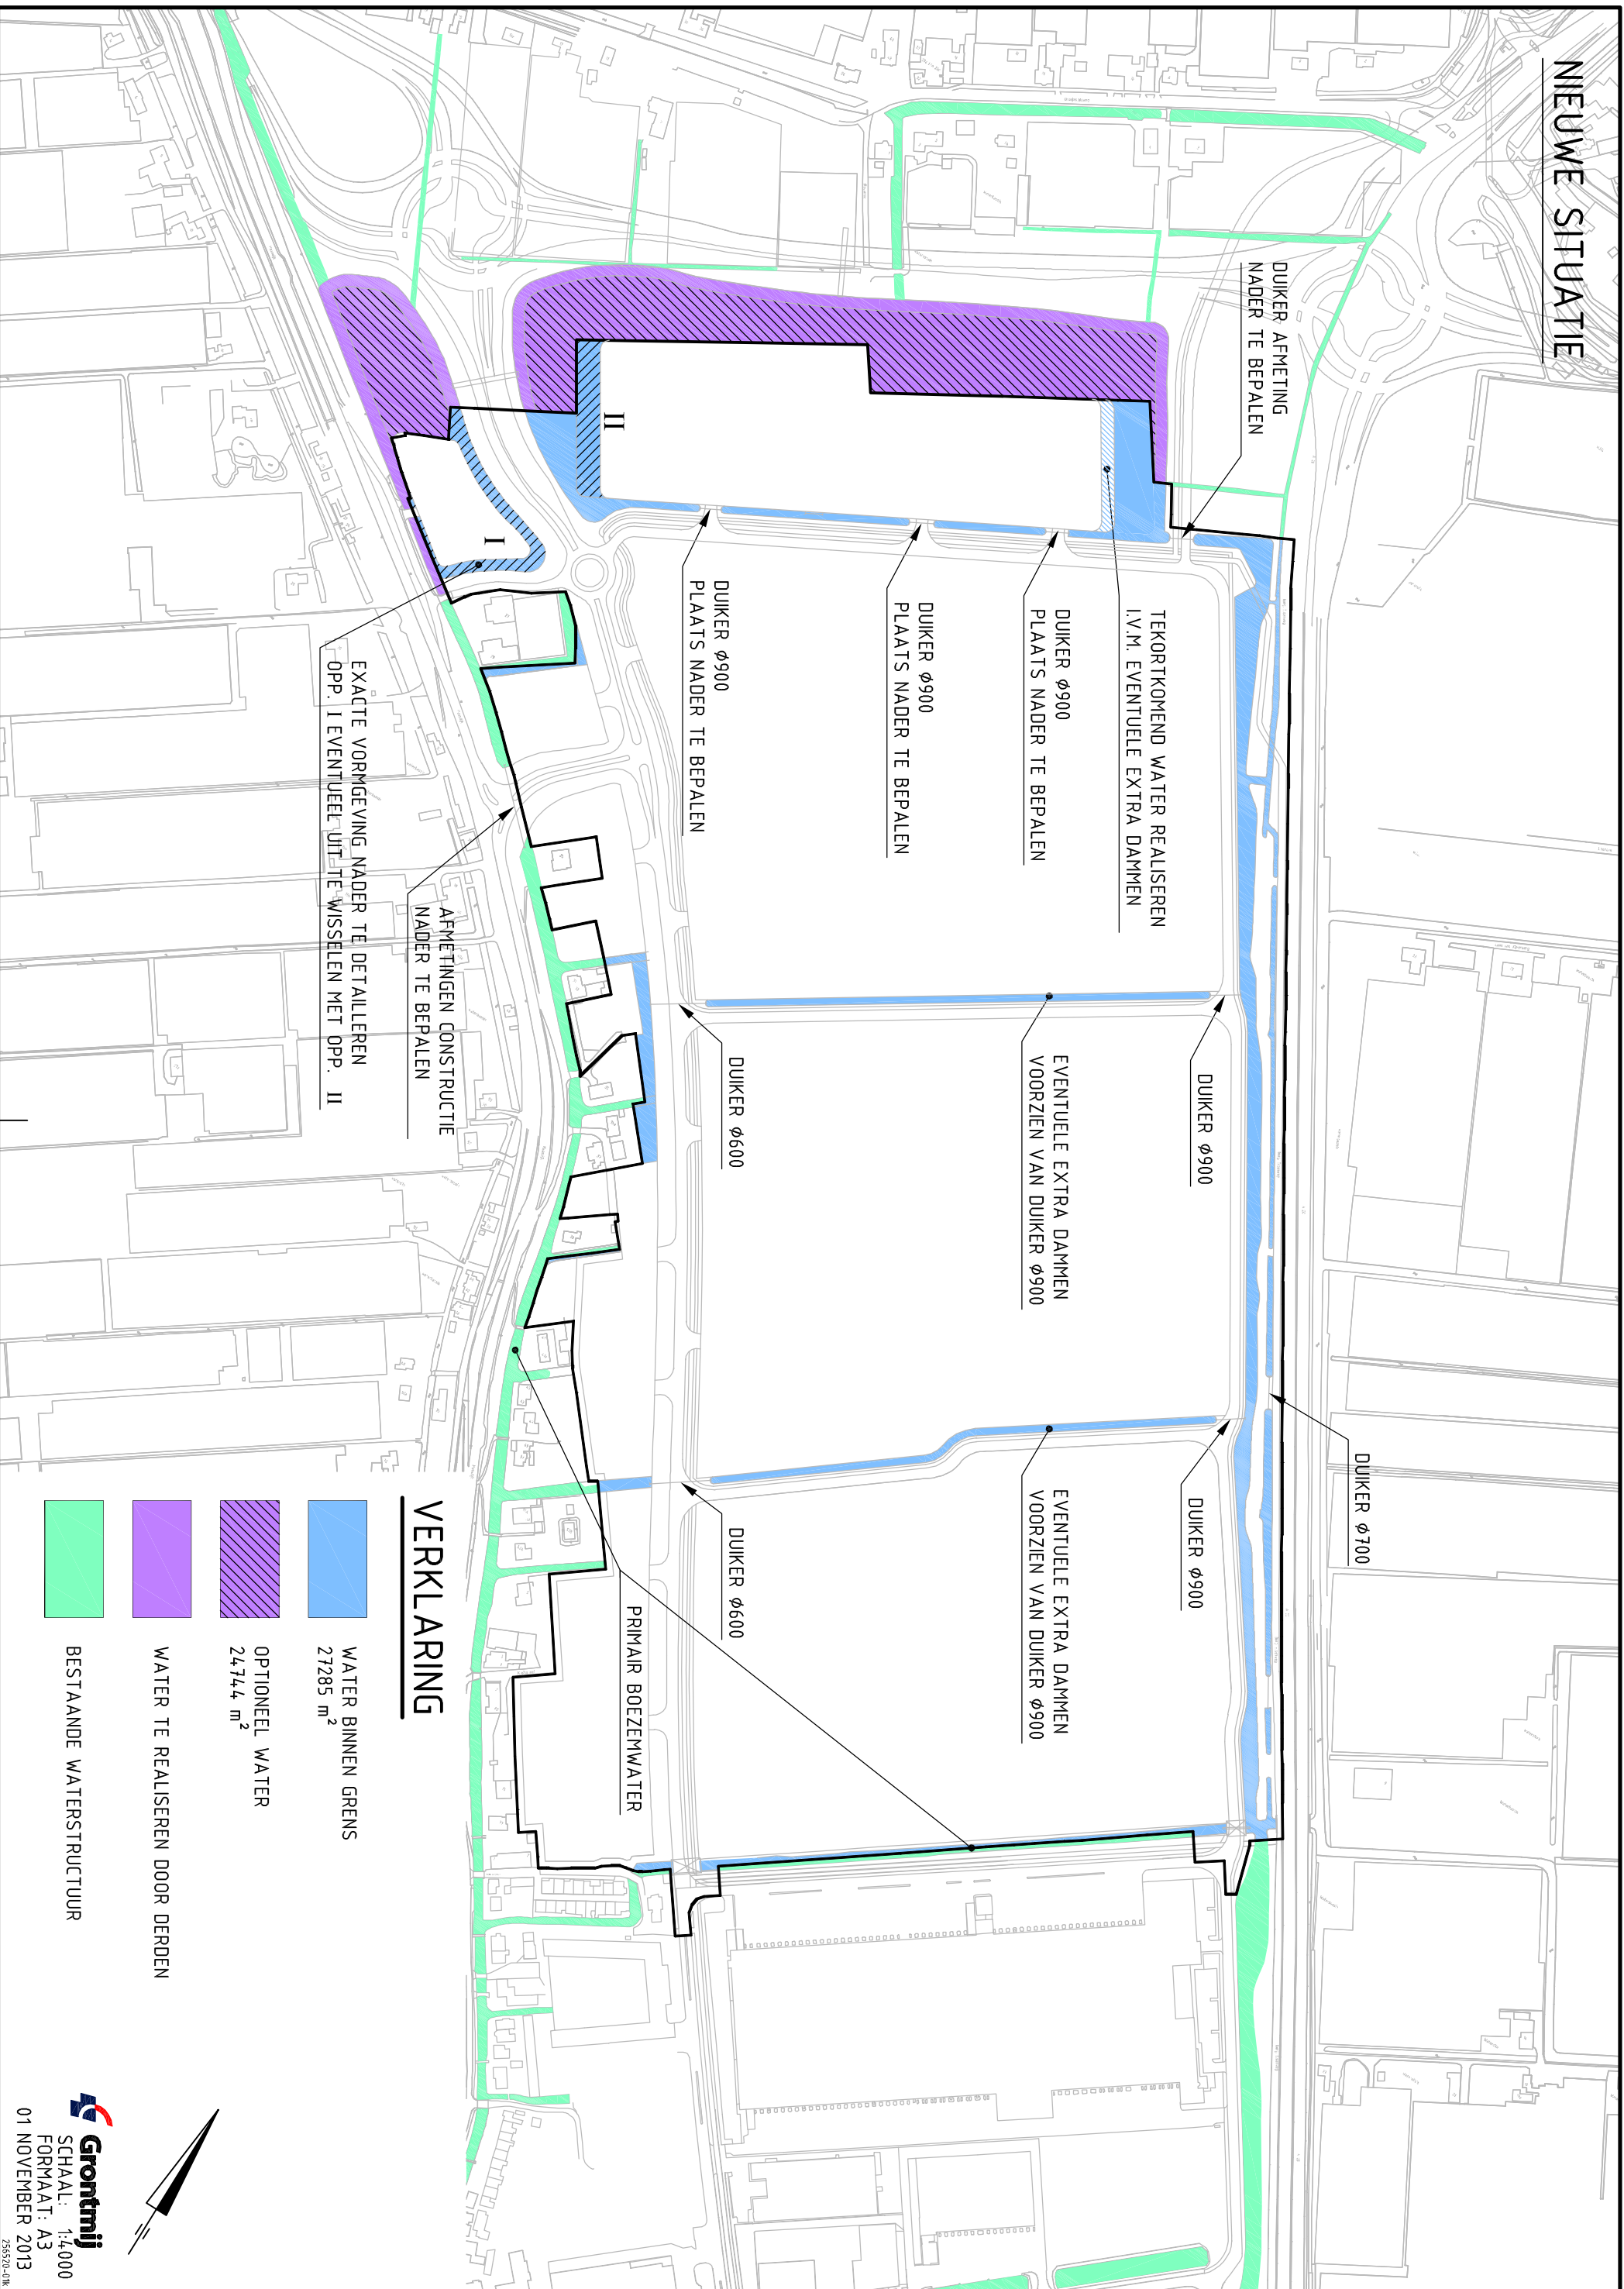 NIEUWE SITUATIE
DUIKER AFMETING
NADER TE BEPALEN
TEKORTKOMEND WATER REALISEREN
I.V.M. EVENTUELE EXTRA DAMMEN
DUIKER Ø900
PLAATS NADER TE BEPALEN
DUIKER Ø900
PLAATS NADER TE BEPALEN
DUIKER Ø900
PLAATS NADER TE BEPALEN
II
I
DUIKER Ø900
EVENTUELE EXTRA DAMMEN
VOORZIEN VAN DUIKER Ø900
DUIKER Ø600
AFMETINGEN CONSTRUCTIE
NADER TE BEPALEN
EXACTE VORMGEVING NADER TE DETAILLEREN
OPP. I EVENTUEEL UIT TE WISSELEN MET OPP. II
DUIKER Ø700
DUIKER Ø900
EVENTUELE EXTRA DAMMEN
VOORZIEN VAN DUIKER Ø900
DUIKER Ø600
PRIMAIR BOEZEMWATER
VERKLARING
WATER BINNEN GRENS
27285 m²
OPTIONEEL WATER
24744 m²
WATER TE REALISEREN DOOR DERDEN
BESTAANDE WATERSTRUCTUUR
Grontmij
SCHAAL: 1:4000
FORMAAT: A3
01 NOVEMBER 2013
256520-01k